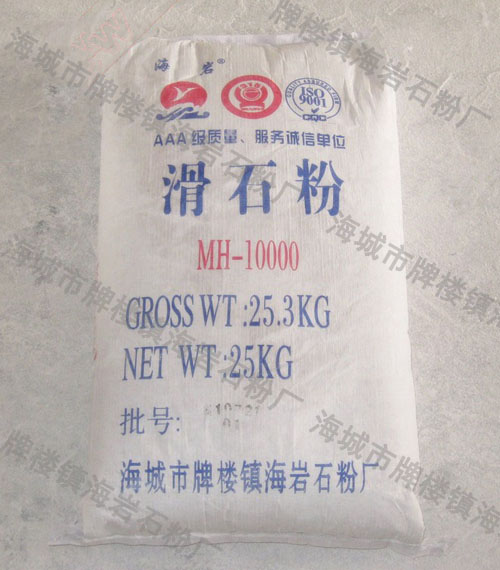 海 岩
ISO
9001
CQC
AAA级质量、服务诚信单位
滑石粉
MH-10000
GROSS WT:25.3KG
NET WT:25KG
批号:
海城市牌楼镇海岩石粉厂
海城市牌楼镇海岩石粉厂
海城市牌楼镇海岩石粉厂
海城市牌楼镇海岩石粉厂
牌楼镇海岩石粉厂